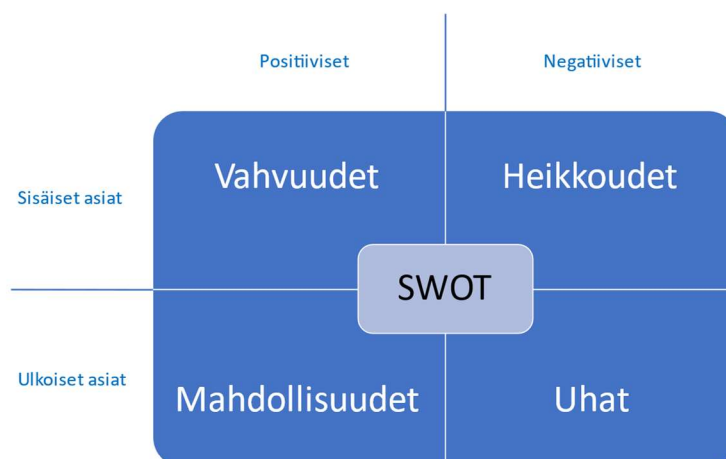 Positiiviset
Negatiiviset
Sisäiset asiat
Vahvuudet
Heikkoudet
SWOT
Ulkoiset asiat
Mahdollisuudet
Uhat